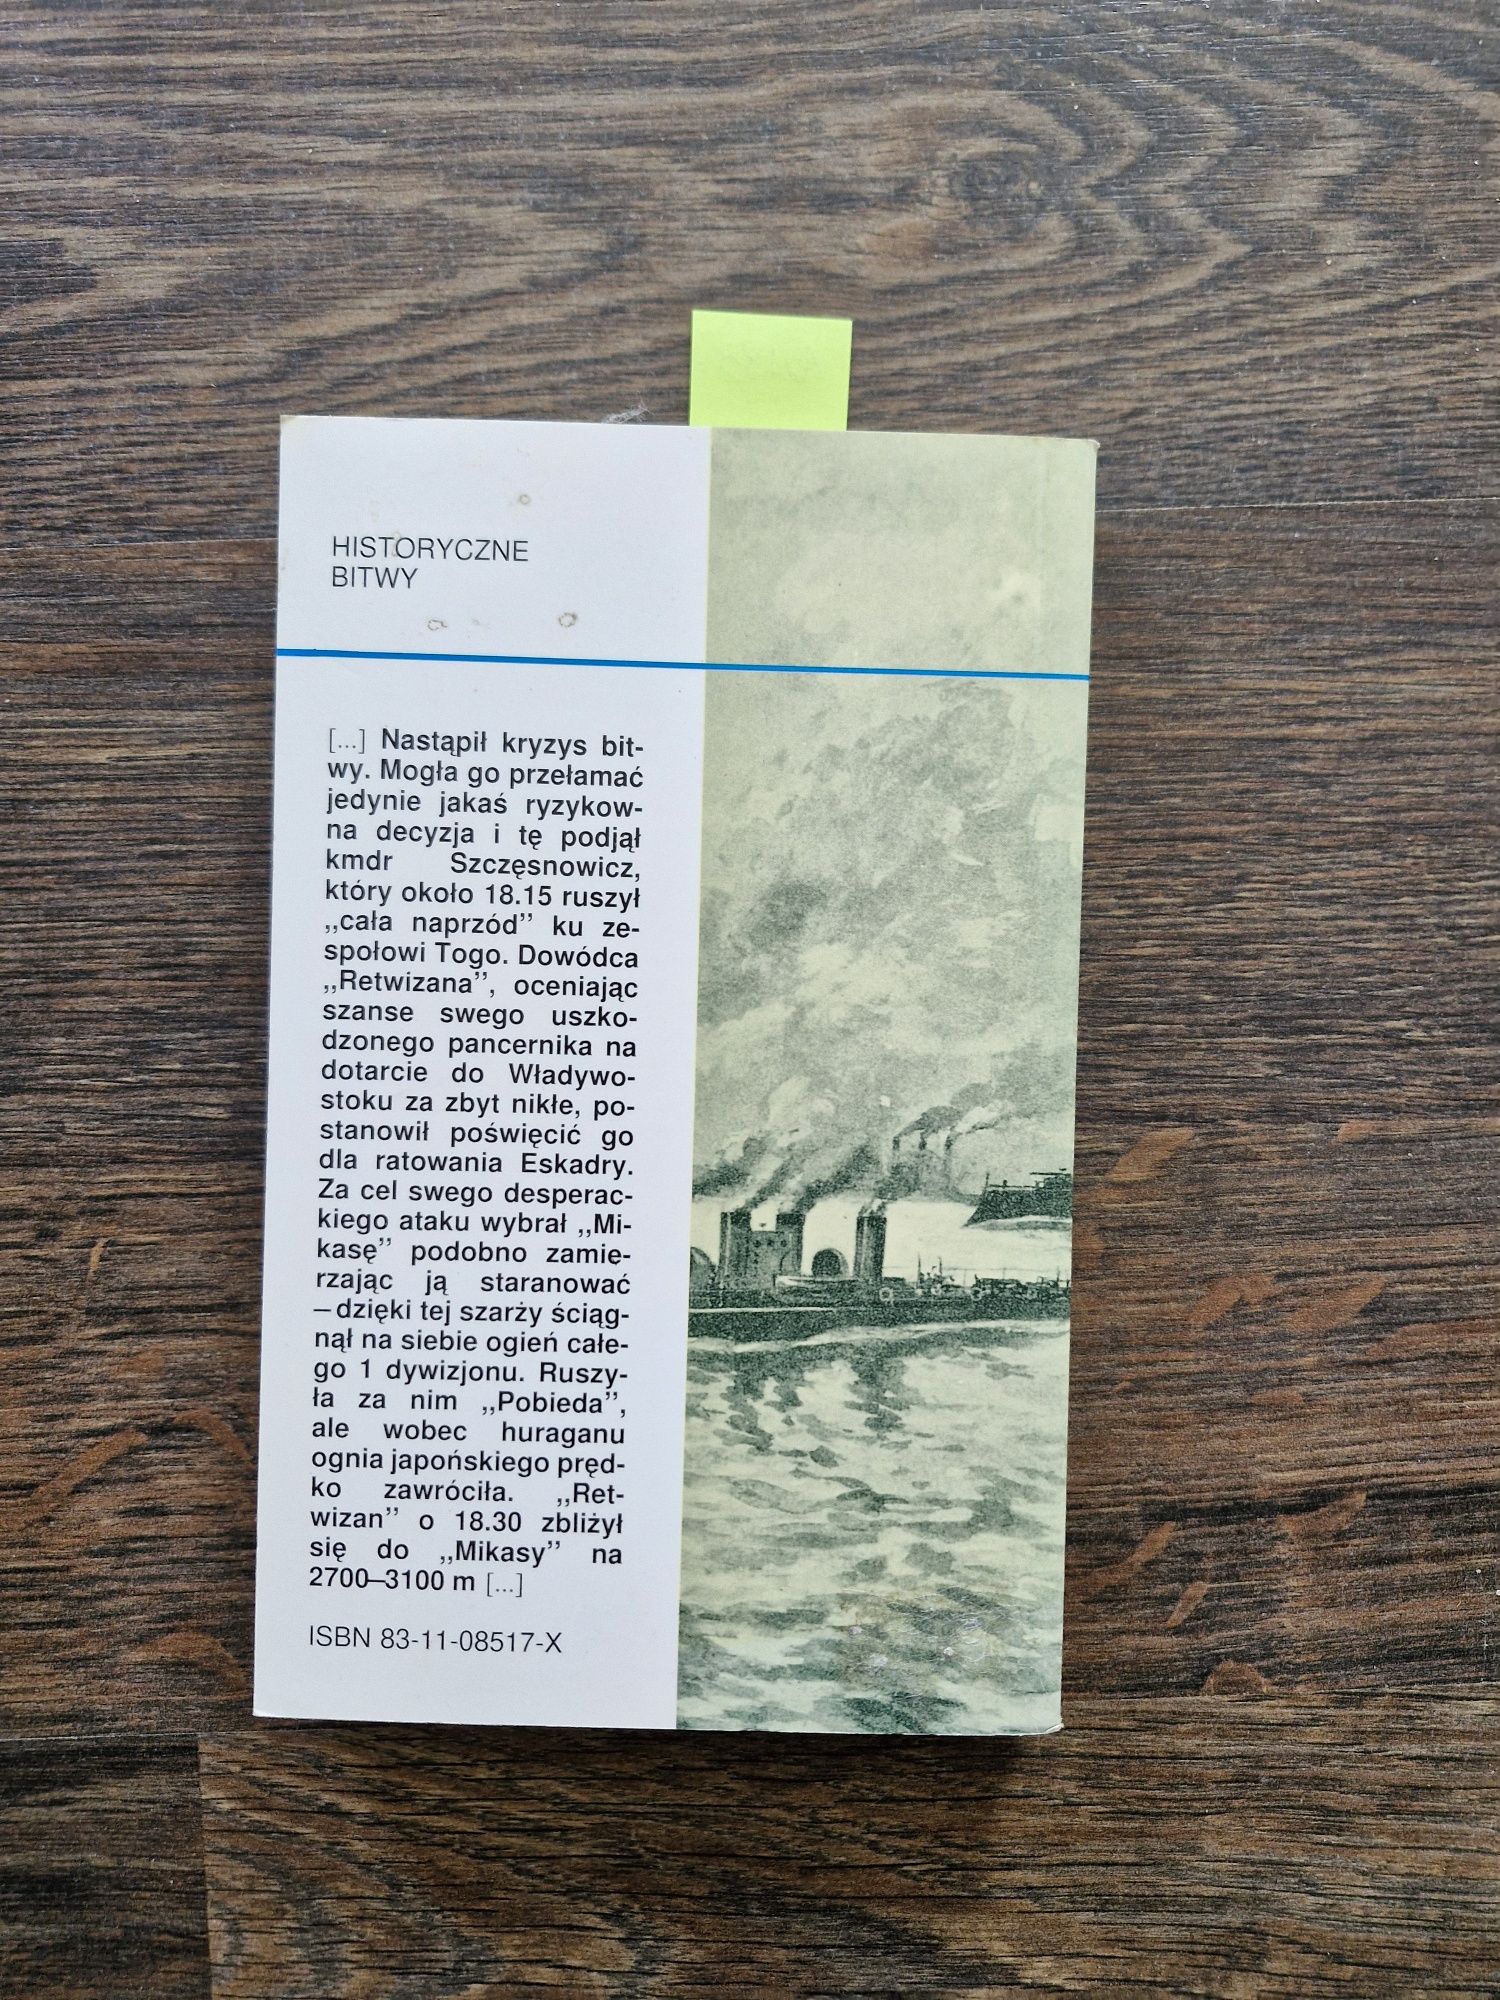 HISTORYCZNE
BITWY
[...] Nastąpił kryzys bit-
wy. Mogła go przełamać
jedynie jakaś ryzykow-
na decyzja i tę podjął
kmdr Szczęsnowicz,
który około 18.15 ruszył
„cała naprzód” ku ze-
społowi Togo. Dowódca
„Retwizana”, oceniając
szanse swego uszko-
dzonego pancernika na
dotarcie do Władywo-
stoku za zbyt nikłe, po-
stanowił poświęcić go
dla ratowania Eskadry.
Za cel swego desperac-
kiego ataku wybrał „Mi-
kasę” podobno zamie-
rzając ją staranować
—dzięki tej szarży ściąg-
nął na siebie ogień całe-
go 1 dywizjonu. Ruszy-
ła za nim „Pobieda”,
ale wobec huraganu
ognia japońskiego pręd-
ko zawróciła. „Ret-
wizan” o 18.30 zbliżył
się do „Mikasy” na
2700—3100 m [...]
ISBN 83-11-08517-X